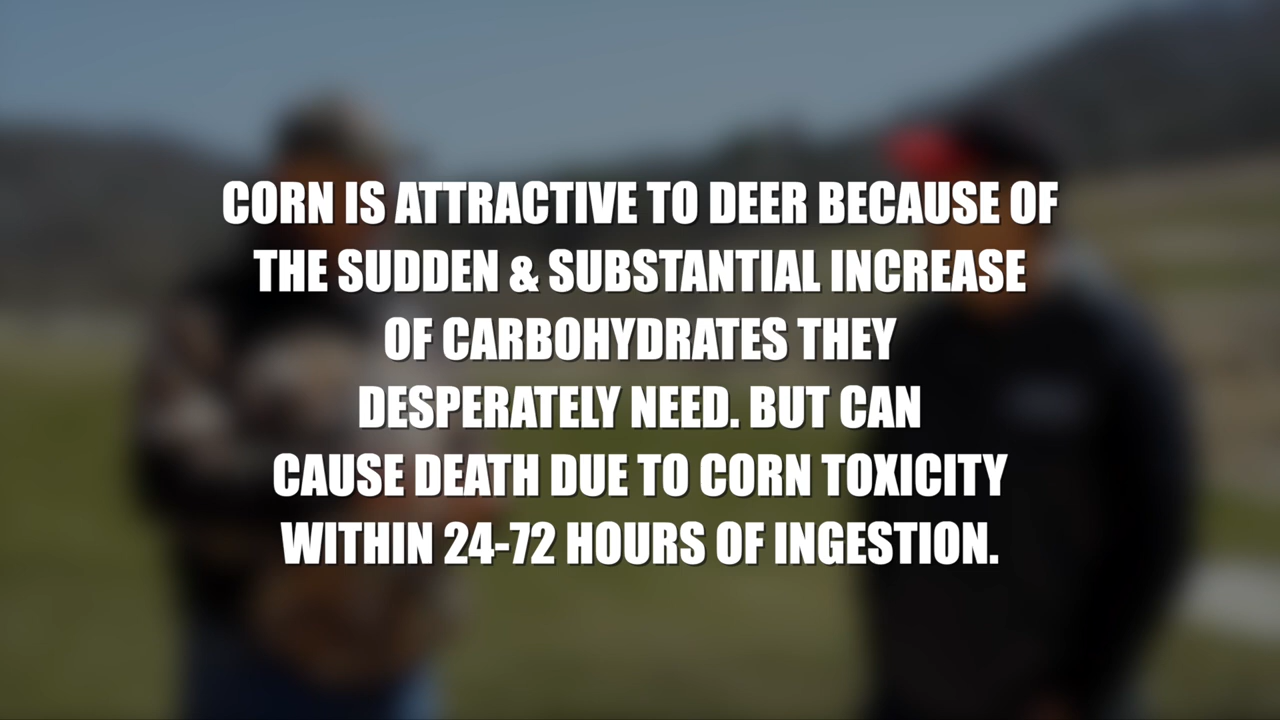 CORN IS ATTRACTIVE TO DEER BECAUSE OF
THE SUDDEN & SUBSTANTIAL INCREASE
OF CARBOHYDRATES THEY
DESPERATELY NEED. BUT CAN
CAUSE DEATH DUE TO CORN TOXICITY
WITHIN 24-72 HOURS OF INGESTION.